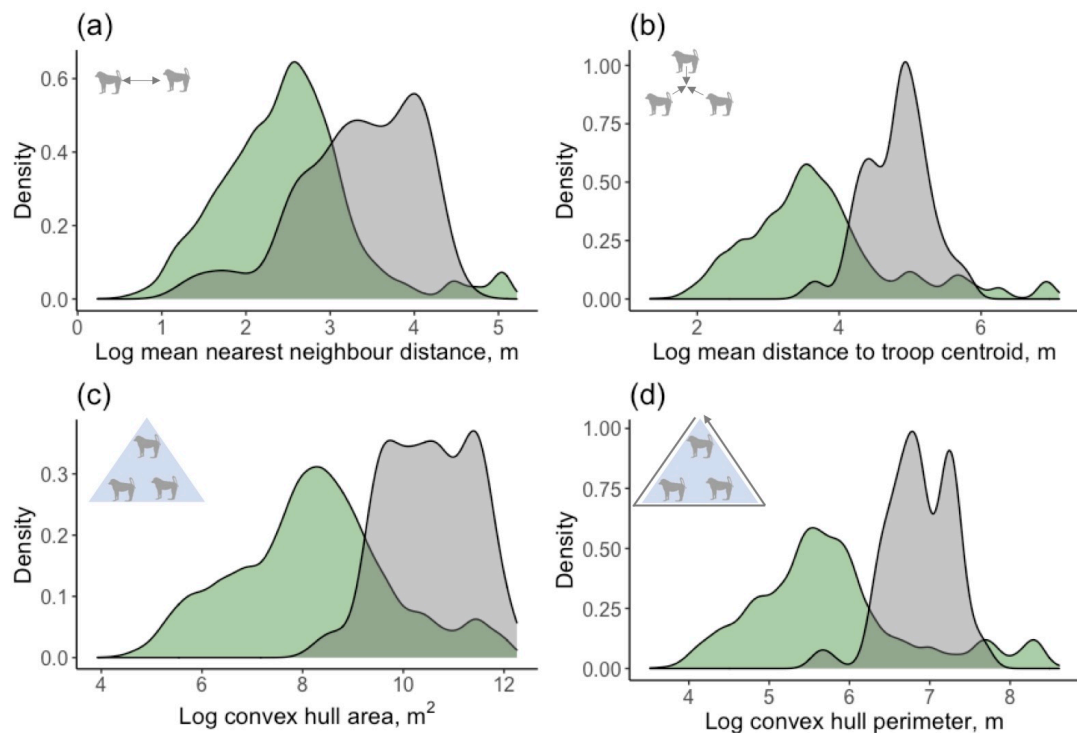 (a)
0.6
0.4
0.2
0.0
Density
0 1 2 3 4 5
Log mean nearest neighbour distance, m
(b)
1.00
0.75
0.50
0.25
0.00
Density
2 4 6
Log mean distance to troop centroid, m
(c)
0.3
0.2
0.1
0.0
Density
4 6 8 10 12
Log convex hull area, m²
(d)
1.00
0.75
0.50
0.25
0.00
Density
4 5 6 7 8
Log convex hull perimeter, m